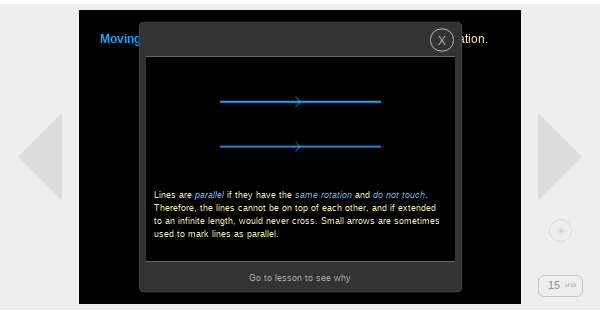 Moving
ation.
X
Lines are parallel if they have the same rotation and do not touch.
Therefore, the lines cannot be on top of each other, and if extended
to an infinite length, would never cross. Small arrows are sometimes
used to mark lines as parallel.
Go to lesson to see why
15